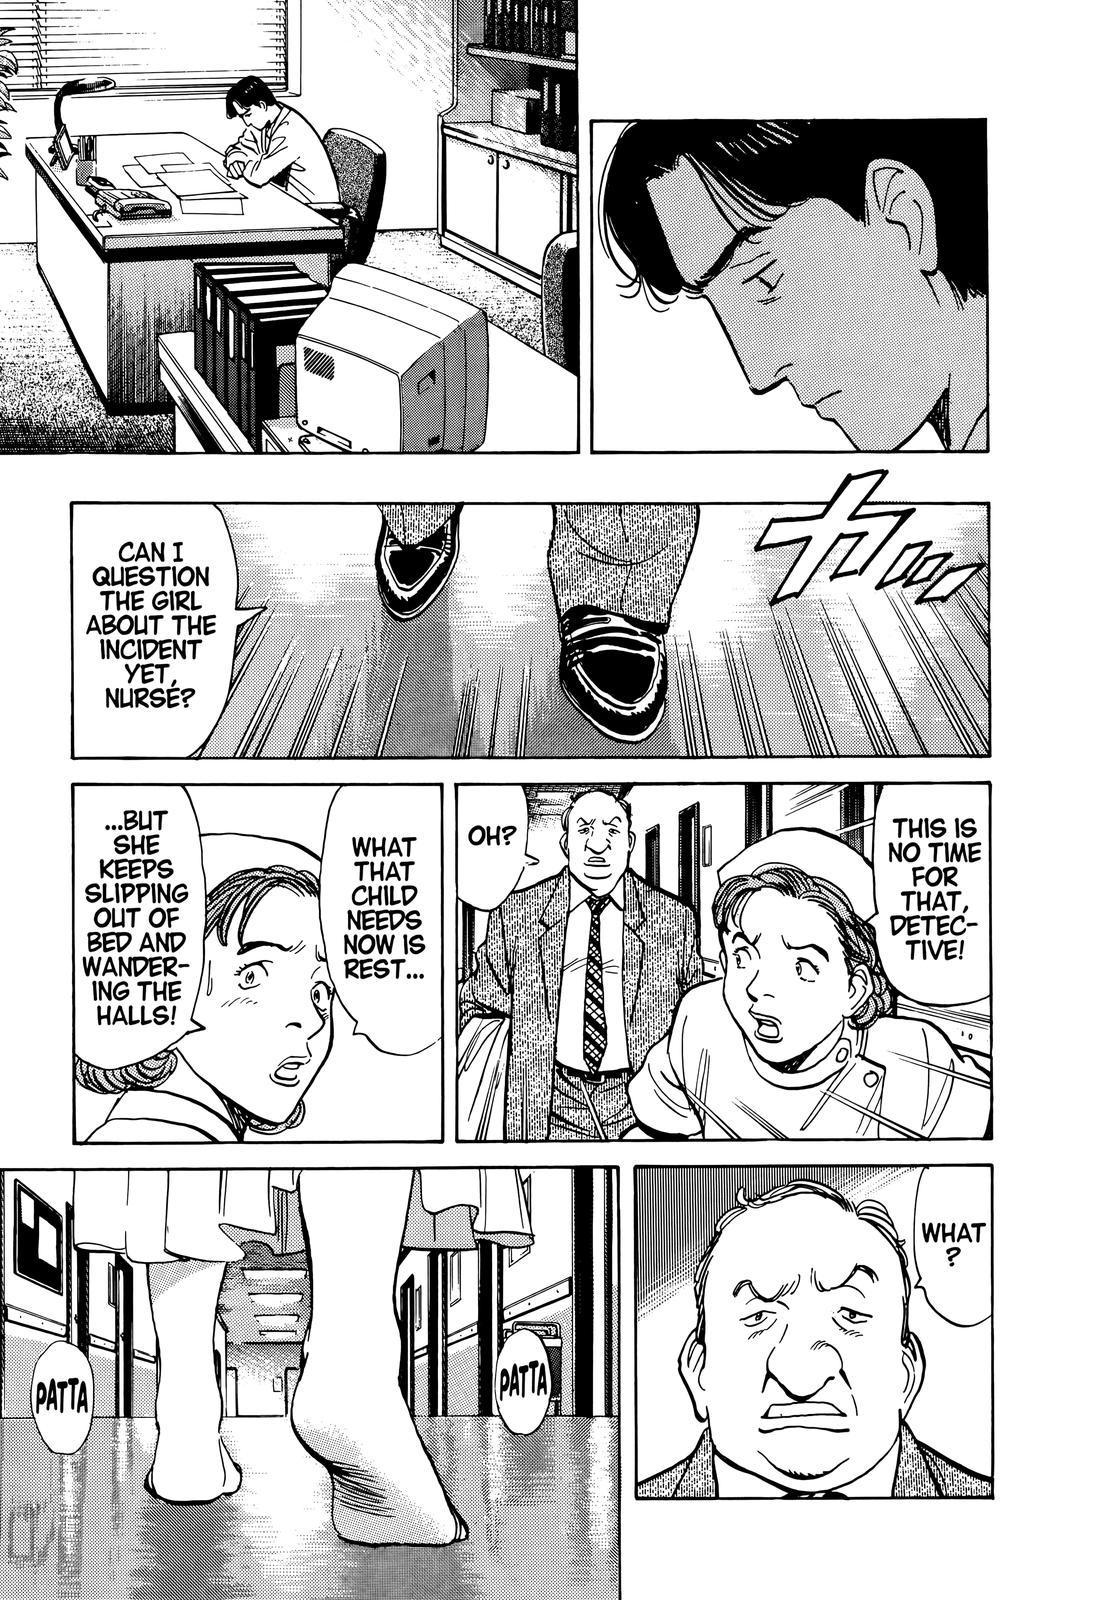 カツ…
CAN I
QUESTION
THE GIRL
ABOUT THE
INCIDENT
YET,
NURSE?
THIS IS
NO TIME
FOR
THAT,
DETEC-
TIVE!
OH?
WHAT
THAT
CHILD
NEEDS
NOW IS
REST...
...BUT
SHE
KEEPS
SLIPPING
OUT OF
BED AND
WANDER-
ING THE
HALLS!
WHAT
?
PATTA
PATTA